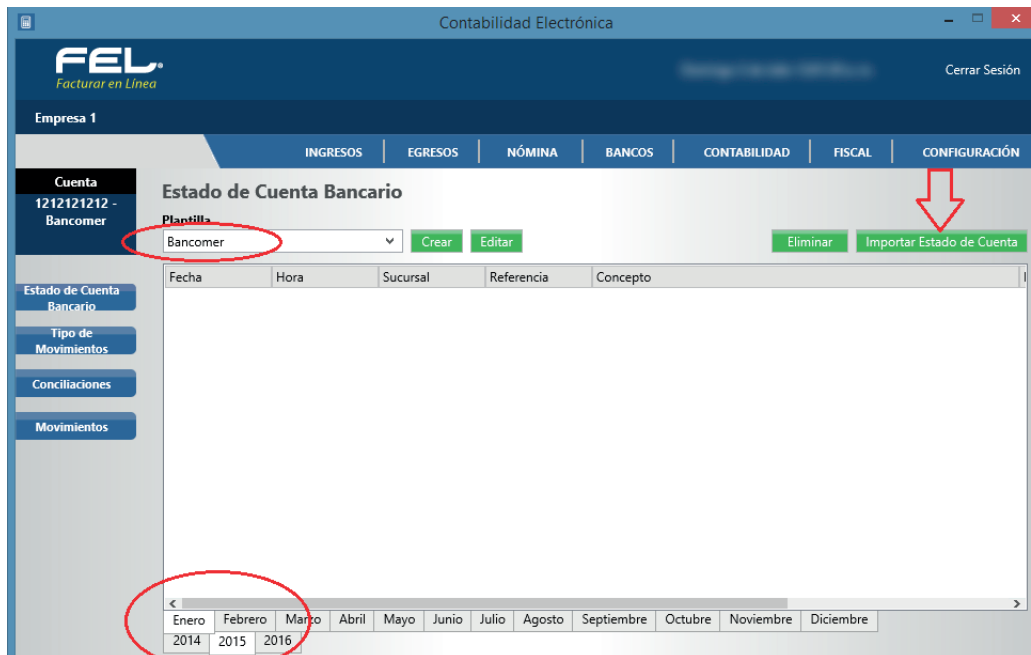 Contabilidad Electrónica
FEL
Facturar en Línea
Cerrar Sesión
Empresa 1
INGRESOS EGRESOS NÓMINA BANCOS CONTABILIDAD FISCAL CONFIGURACIÓN
Cuenta
1212121212 -
Bancomer
Estado de Cuenta Bancario
Plantilla
Bancomer Crear Editar Eliminar Importar Estado de Cuenta
Fecha Hora Sucursal Referencia Concepto
Estado de Cuenta
Bancario
Tipo de
Movimientos
Conciliaciones
Movimientos
Enero Febrero Marzo Abril Mayo Junio Julio Agosto Septiembre Octubre Noviembre Diciembre
2014 2015 2016